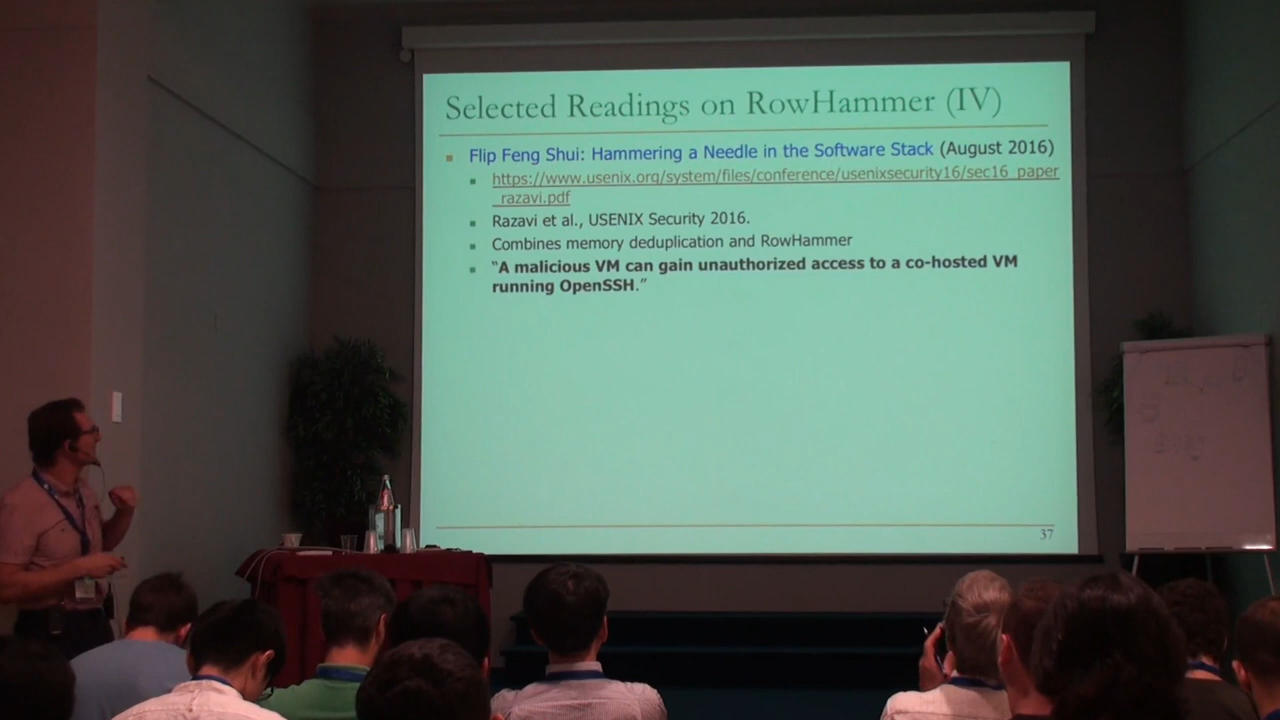 Selected Readings on RowHammer (IV)
Flip Feng Shui: Hammering a Needle in the Software Stack (August 2016)
https://www.usenix.org/system/files/conference/usenixsecurity16/sec16_paper
_razavi.pdf
Razavi et al., USENIX Security 2016.
Combines memory deduplication and RowHammer
"A malicious VM can gain unauthorized access to a co-hosted VM
running OpenSSH."
37